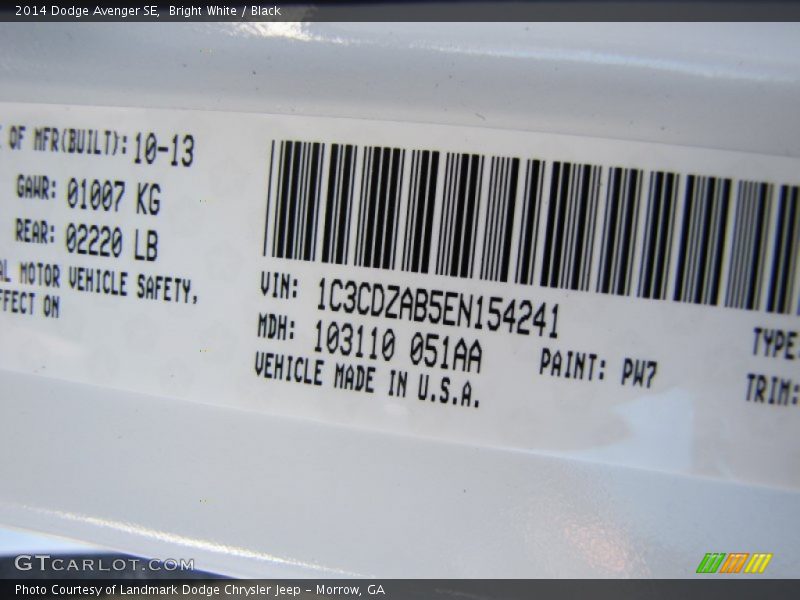 2014 Dodge Avenger SE,  Bright White / Black
OF MFR(BUILT): 10-13
GAWR: 01007 KG
REAR: 02220 LB
MOTOR VEHICLE SAFETY,
ON
VIN: 1C3CDZAB5EN154241
MDH: 103110 051AA
PAINT: PW7
VEHICLE MADE IN U.S.A.
TYPE
TRIM:
GTCARLOT.COM
Photo Courtesy of Landmark Dodge Chrysler Jeep - Morrow, GA